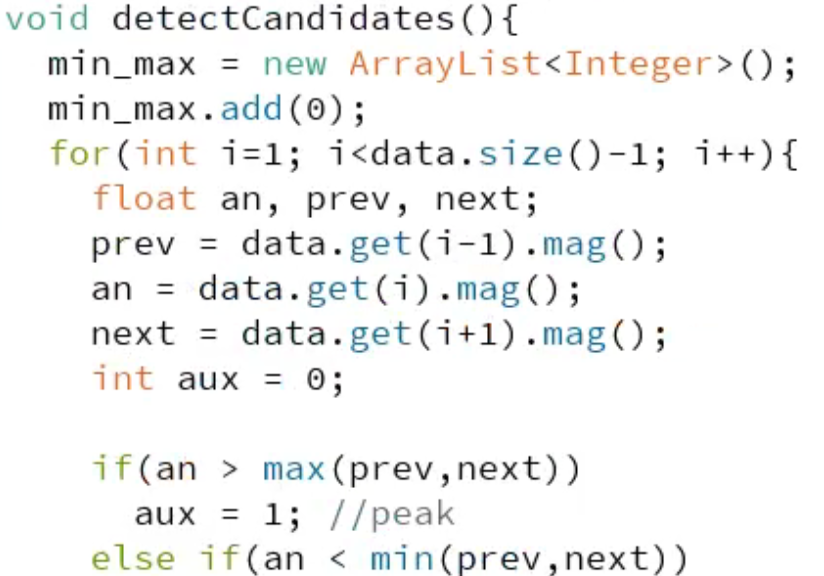 void detectCandidates(){
  min_max = new ArrayList<Integer>();
  min_max.add(0);
  for(int i=1; i<data.size()-1; i++){
    float an, prev, next;
    prev = data.get(i-1).mag();
    an = data.get(i).mag();
    next = data.get(i+1).mag();
    int aux = 0;

    if(an > max(prev,next))
      aux = 1; //peak
    else if(an < min(prev,next))